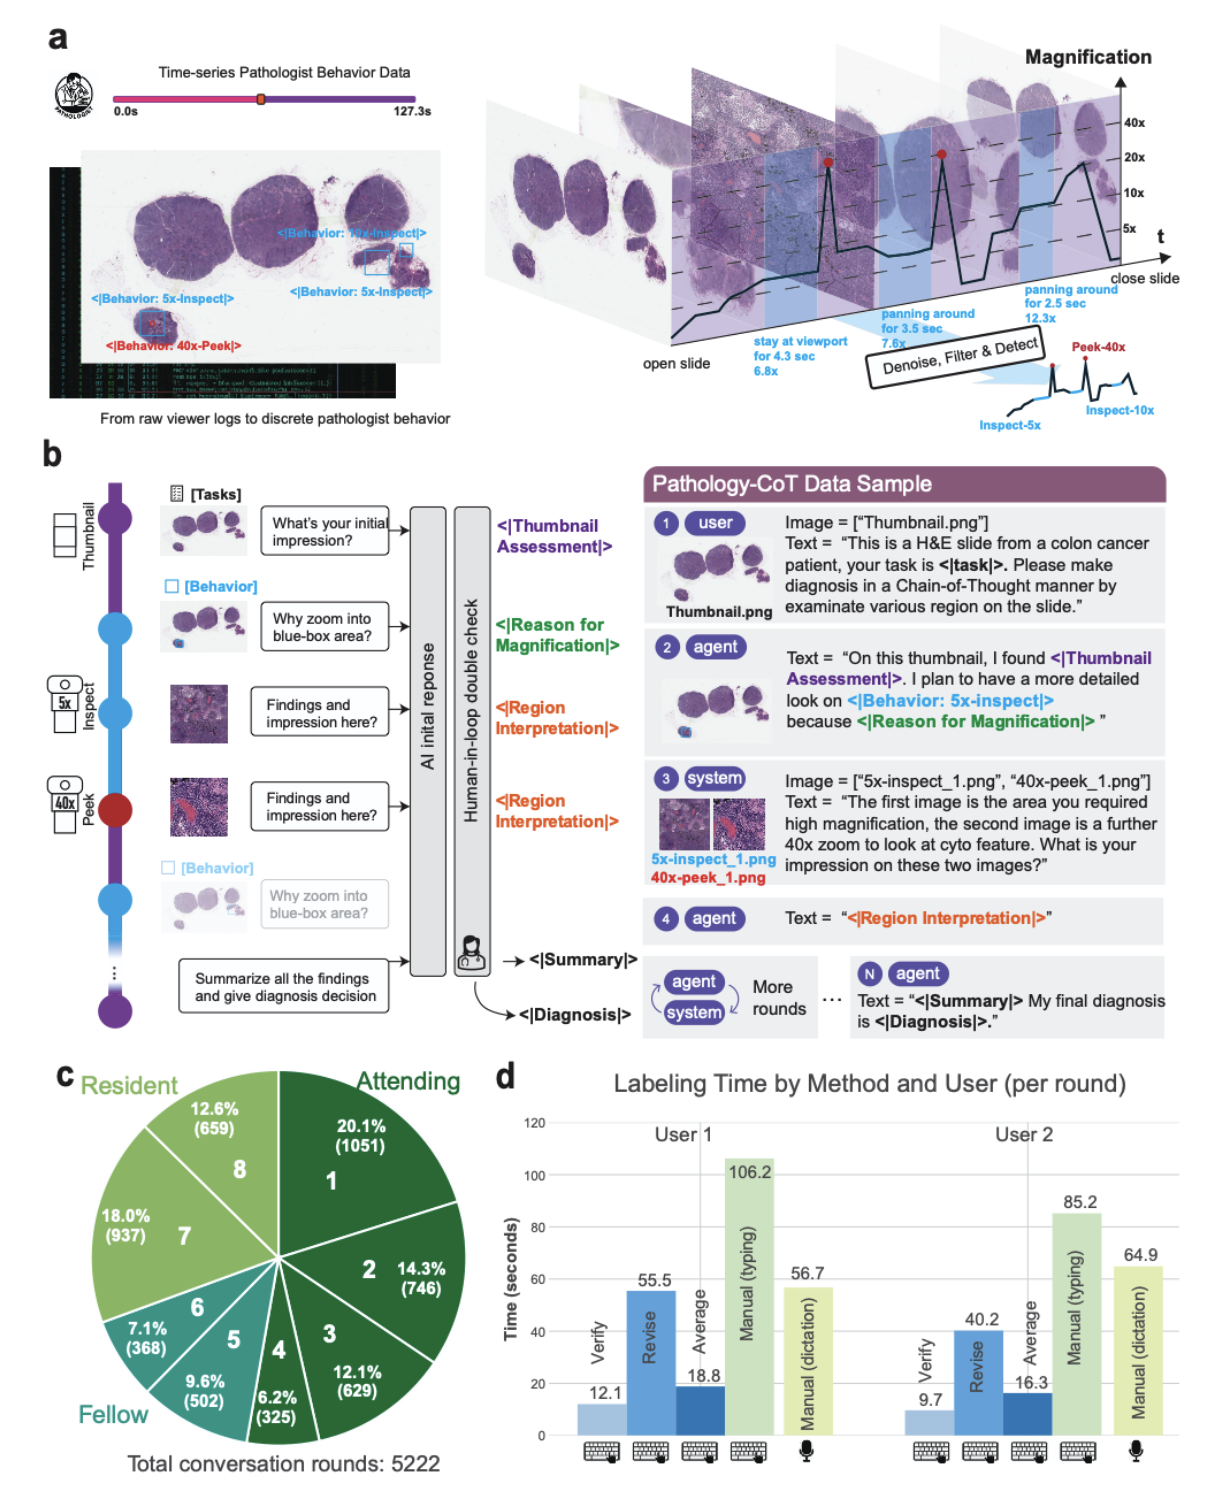 a
Time-series Pathologist Behavior Data
PATHOLOGIST
0.0s
127.3s
<|Behavior: 10x-Inspect|>
<|Behavior: 5x-Inspect|>
<|Behavior: 5x-Inspect|>
<|Behavior: 40x-Peek|>
From raw viewer logs to discrete pathologist behavior
Magnification
40x
20x
10x
5x
t
close slide
open slide
stay at viewport
for 4.3 sec
6.8x
panning around
for 3.5 sec
7.6x
panning around
for 2.5 sec
12.3x
Denoise, Filter & Detect
Peek-40x
Inspect-10x
Inspect-5x
b
Thumbnail
5x
Inspect
40x
Peek
...
[Tasks]
What's your initial
impression?
[Behavior]
Why zoom into
blue-box area?
Findings and
impression here?
Findings and
impression here?
[Behavior]
Why zoom into
blue-box area?
Summarize all the findings
and give diagnosis decision
AI inital reponse
Human-in-loop double check
<|Thumbnail
Assessment|>
<|Reason for
Magnification|>
<|Region
Interpretation|>
<|Region
Interpretation|>
<|Summary|>
<|Diagnosis|>
Pathology-CoT Data Sample
1 user
Thumbnail.png
Image = ["Thumbnail.png"]
Text = “This is a H&E slide from a colon cancer
patient, your task is <|task|>. Please make
diagnosis in a Chain-of-Thought manner by
examinate various region on the slide.”
2 agent
Text = “On this thumbnail, I found <|Thumbnail
Assessment|>. I plan to have a more detailed
look on <|Behavior: 5x-inspect|>
because <|Reason for Magnification|> ”
3 system
5x-inspect_1.png
40x-peek_1.png
Image = [“5x-inspect_1.png”, “40x-peek_1.png”]
Text = “The first image is the area you required
high magnification, the second image is a further
40x zoom to look at cyto feature. What is your
impression on these two images?”
4 agent
Text = “<|Region Interpretation|>”
agent
system
More
rounds
...
N agent
Text = “<|Summary|> My final diagnosis
is <|Diagnosis|>.”
c
Resident
Attending
Fellow
20.1%
(1051)
1
2
14.3%
(746)
3
12.1%
(629)
4
6.2%
(325)
5
9.6%
(502)
6
7.1%
(368)
7
18.0%
(937)
8
12.6%
(659)
Total conversation rounds: 5222
d
Labeling Time by Method and User (per round)
Time (seconds)
120
100
80
60
40
20
0
User 1
Verify
12.1
Revise
55.5
Average
18.8
Manual (typing)
106.2
Manual (dictation)
56.7
User 2
Verify
9.7
Revise
40.2
Average
16.3
Manual (typing)
85.2
Manual (dictation)
64.9